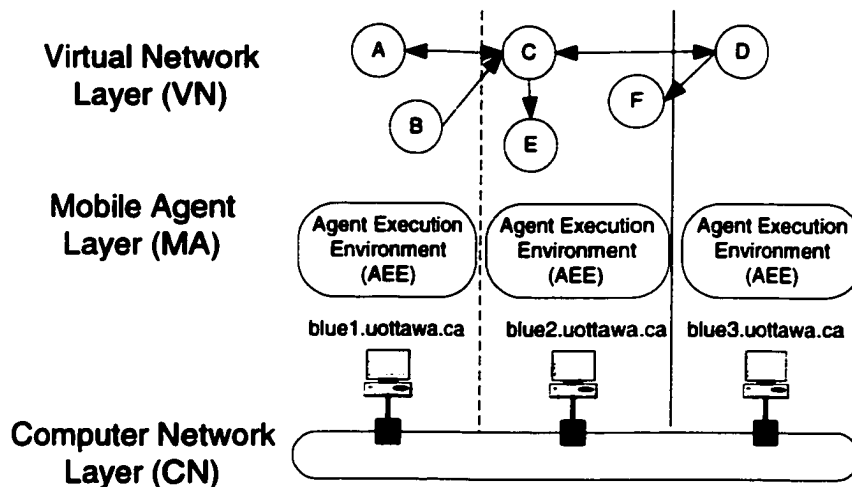 Virtual Network
Layer (VN)
A
C
D
B
F
E
Mobile Agent
Layer (MA)
Agent Execution
Environment
(AEE)
Agent Execution
Environment
(AEE)
Agent Execution
Environment
(AEE)
blue1.uottawa.ca
blue2.uottawa.ca
blue3.uottawa.ca
Computer Network
Layer (CN)